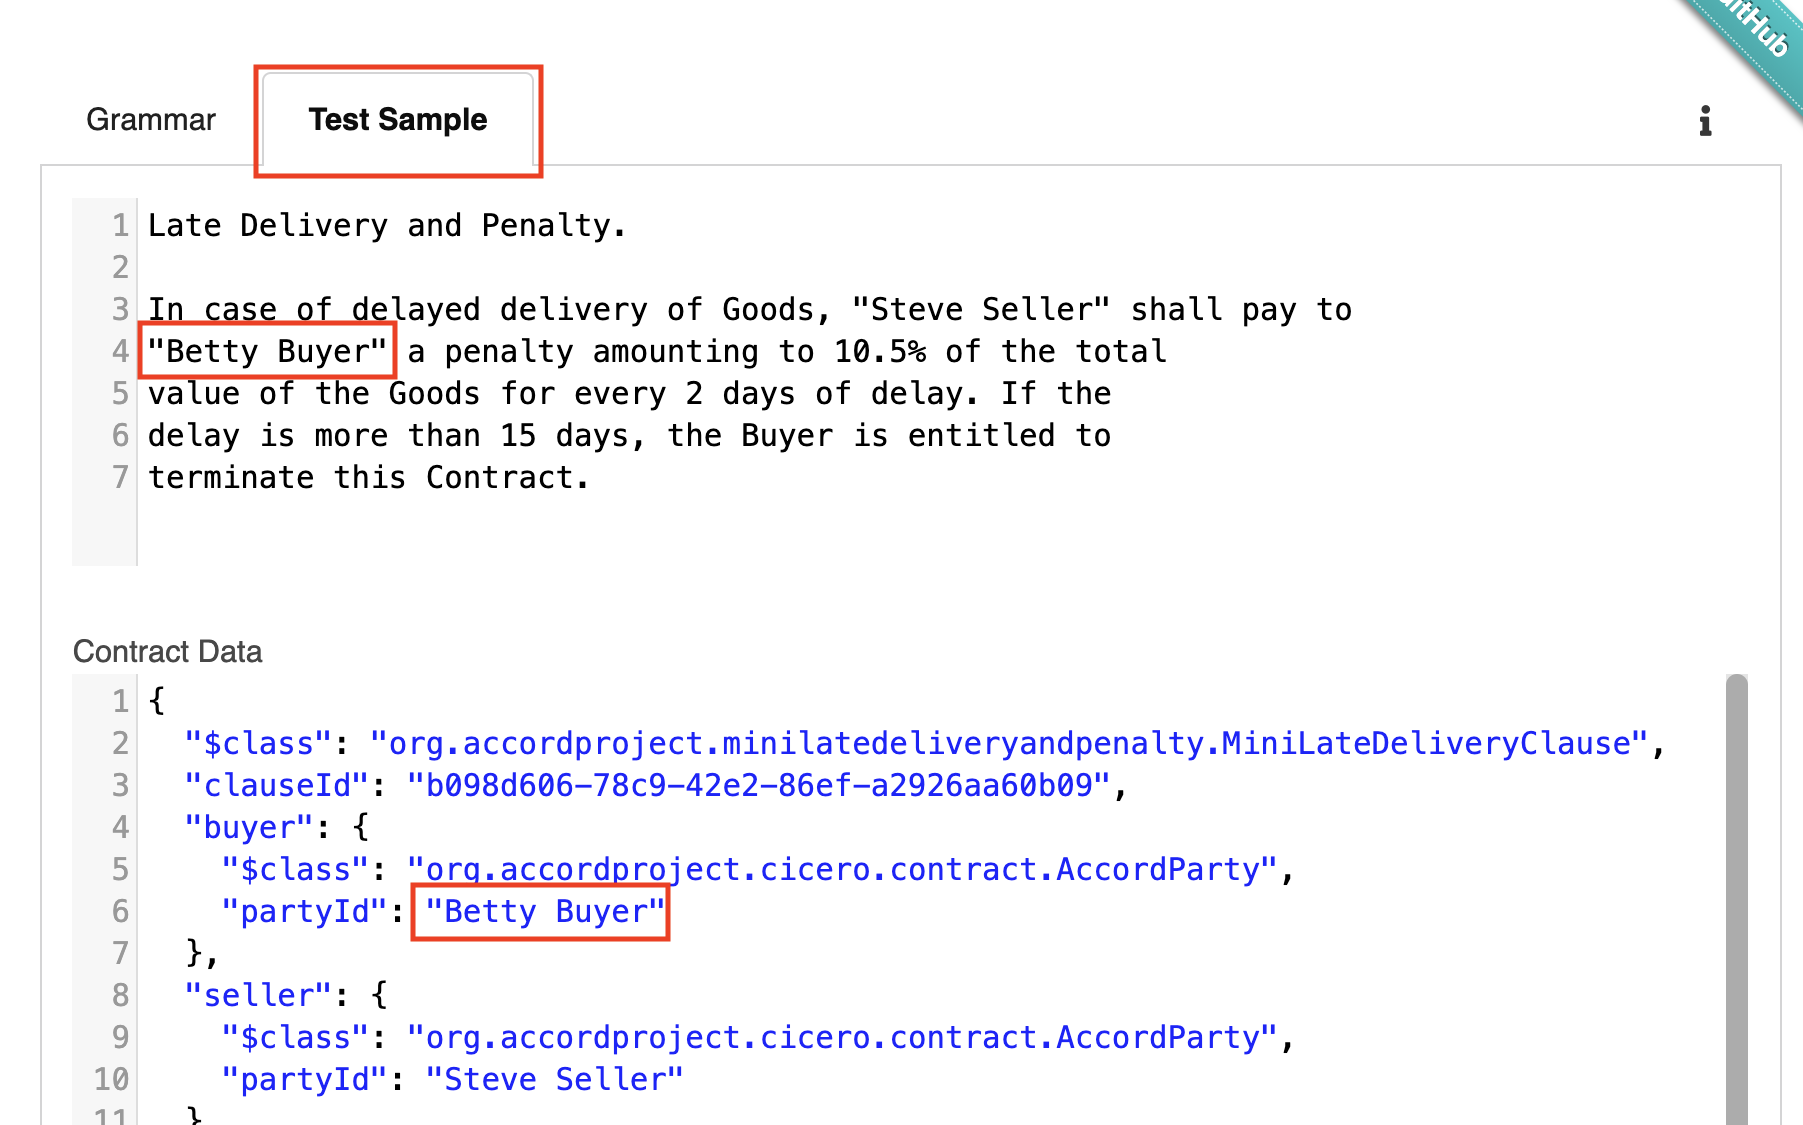 GitHub
Grammar
Test Sample
1 Late Delivery and Penalty.
2
3 In case of delayed delivery of Goods, "Steve Seller" shall pay to
4 "Betty Buyer" a penalty amounting to 10.5% of the total
5 value of the Goods for every 2 days of delay. If the
6 delay is more than 15 days, the Buyer is entitled to
7 terminate this Contract.
Contract Data
1 {
2 "$class": "org.accordproject.minilatedeliveryandpenalty.MiniLateDeliveryClause",
3 "clauseId": "b098d606-78c9-42e2-86ef-a2926aa60b09",
4 "buyer": {
5 "$class": "org.accordproject.cicero.contract.AccordParty",
6 "partyId": "Betty Buyer"
7 },
8 "seller": {
9 "$class": "org.accordproject.cicero.contract.AccordParty",
10 "partyId": "Steve Seller"
11 }